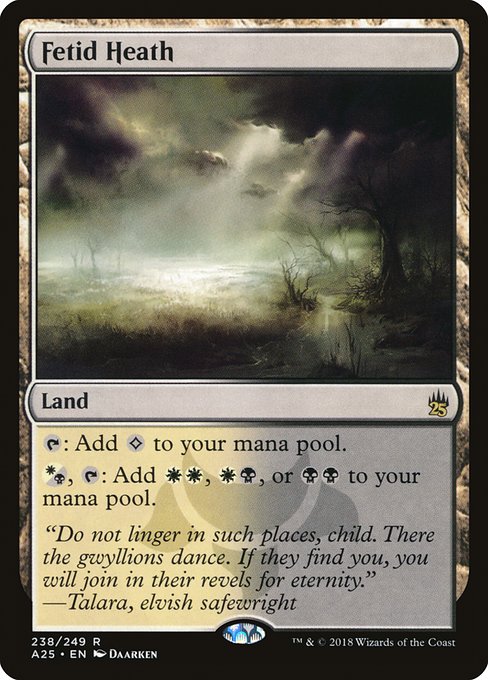 Fetid Heath
Land
25
: Add to your mana pool.
, : Add , , or to your
mana pool.
“Do not linger in such places, child. There
the gwyllions dance. If they find you, you
will join in their revels for eternity.”
—Talara, elvish safewright
238/249 R
A25 • EN Daarken
™ & © 2018 Wizards of the Coast